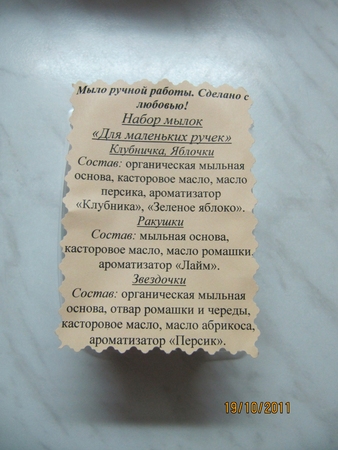 Мыло ручной работы. Сделано с
любовью!
Набор мылок
«Для маленьких ручек»
Клубничка, Яблочки
Состав: органическая мыльная
основа, касторовое масло, масло
персика, ароматизатор
«Клубника», «Зеленое яблоко».
Ракушки
Состав: мыльная основа,
касторовое масло, масло ромашки,
ароматизатор «Лайм».
Звездочки
Состав: органическая мыльная
основа, отвар ромашки и череды,
касторовое масло, масло абрикоса,
ароматизатор «Персик».
19/10/2011